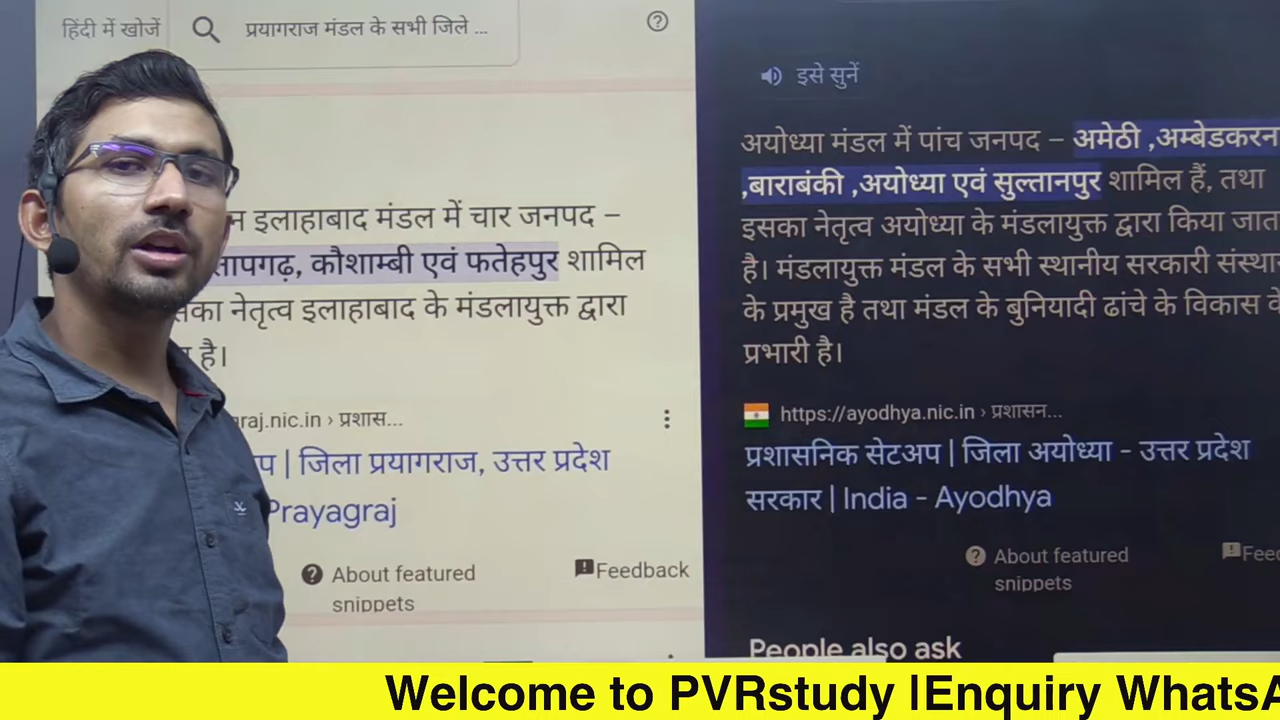 हिंदी में खोजें
प्रयागराज मंडल के सभी जिले ...
न इलाहाबाद मंडल में चार जनपद –
तापगढ़, कौशाम्बी एवं फतेहपुर शामिल
नेतृत्व इलाहाबाद के मंडलायुक्त द्वारा
है।
raj.nic.in › प्रशास...
प | जिला प्रयागराज, उत्तर प्रदेश
Prayagraj
About featured
snippets
Feedback
इसे सुनें
अयोध्या मंडल में पांच जनपद – अमेठी ,अम्बेडकरन
,बाराबंकी ,अयोध्या एवं सुल्तानपुर शामिल हैं, तथा
इसका नेतृत्व अयोध्या के मंडलायुक्त द्वारा किया जात
है। मंडलायुक्त मंडल के सभी स्थानीय सरकारी संस्था
के प्रमुख है तथा मंडल के बुनियादी ढांचे के विकास के
प्रभारी है।
https://ayodhya.nic.in › प्रशासन...
प्रशासनिक सेटअप | जिला अयोध्या - उत्तर प्रदेश
सरकार | India - Ayodhya
About featured
snippets
Feed
People also ask
Welcome to PVRstudy |Enquiry WhatsA